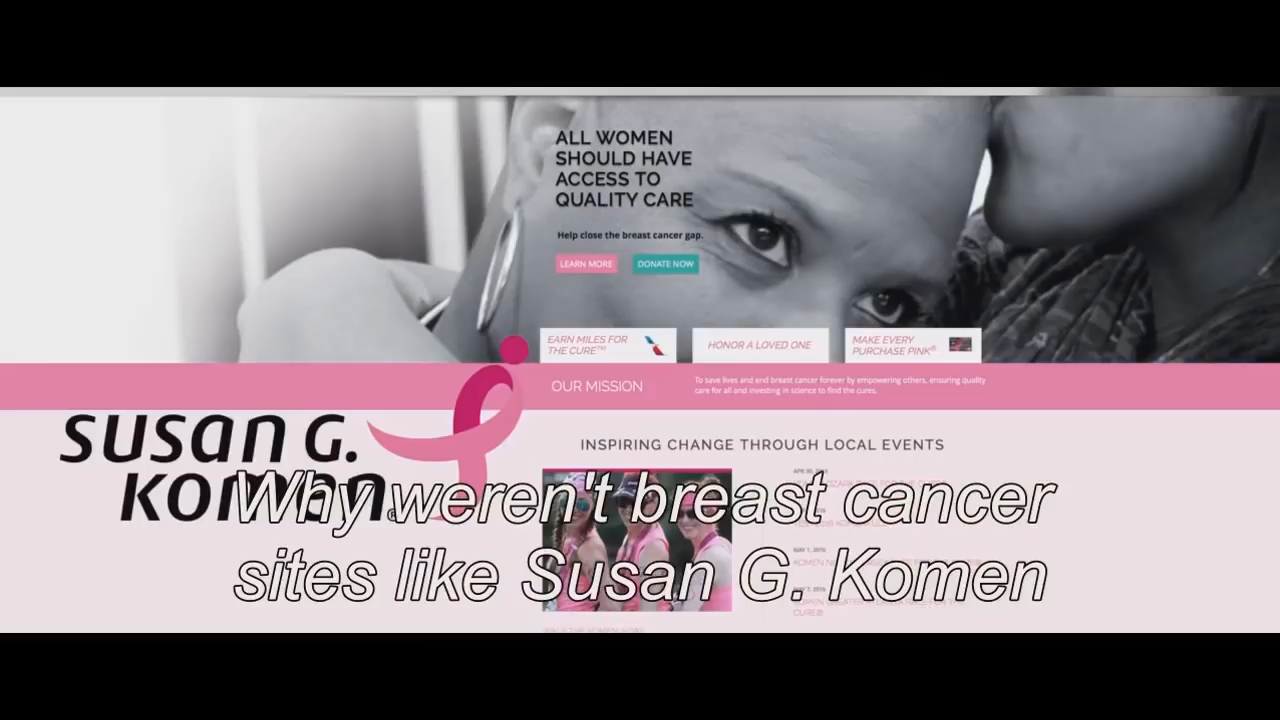 ALL WOMEN
SHOULD HAVE
ACCESS TO
QUALITY CARE
Help close the breast cancer gap.
LEARN MORE
DONATE NOW
EARN MILES FOR
THE CURE™
HONOR A LOVED ONE
MAKE EVERY
PURCHASE PINK®
OUR MISSION
To save lives and end breast cancer forever by empowering others, ensuring quality
care for all and investing in science to find the cures.
susan G.
komen®
INSPIRING CHANGE THROUGH LOCAL EVENTS
Why weren't breast cancer
sites like Susan G. Komen